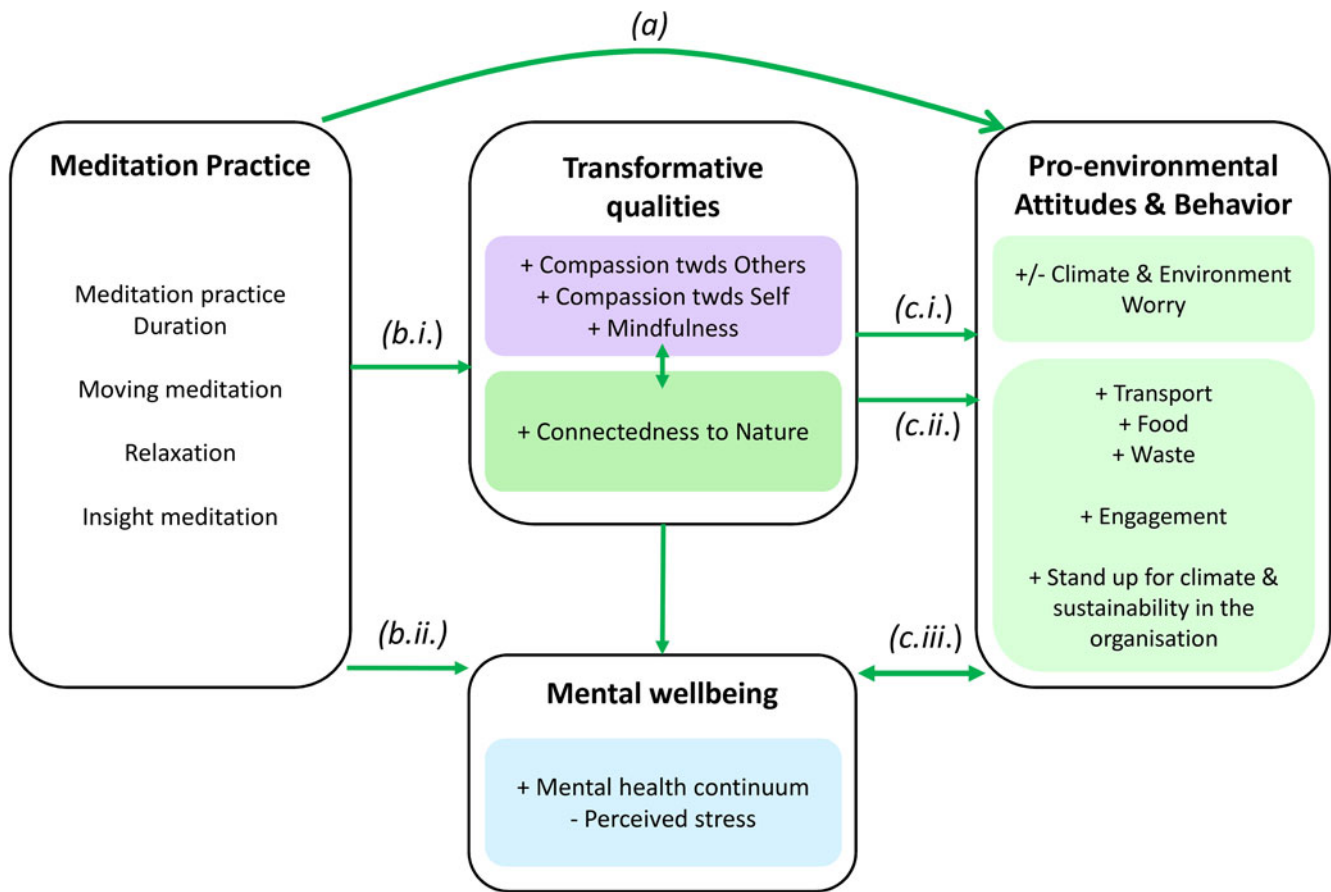 (a)
Meditation Practice
Meditation practice
Duration
Moving meditation
Relaxation
Insight meditation
(b.i.)
(b.ii.)
Transformative
qualities
+ Compassion twds Others
+ Compassion twds Self
+ Mindfulness
+ Connectedness to Nature
Mental wellbeing
+ Mental health continuum
- Perceived stress
(c.i.)
(c.ii.)
(c.iii.)
Pro-environmental
Attitudes & Behavior
+/- Climate & Environment
Worry
+ Transport
+ Food
+ Waste
+ Engagement
+ Stand up for climate &
sustainability in the
organisation